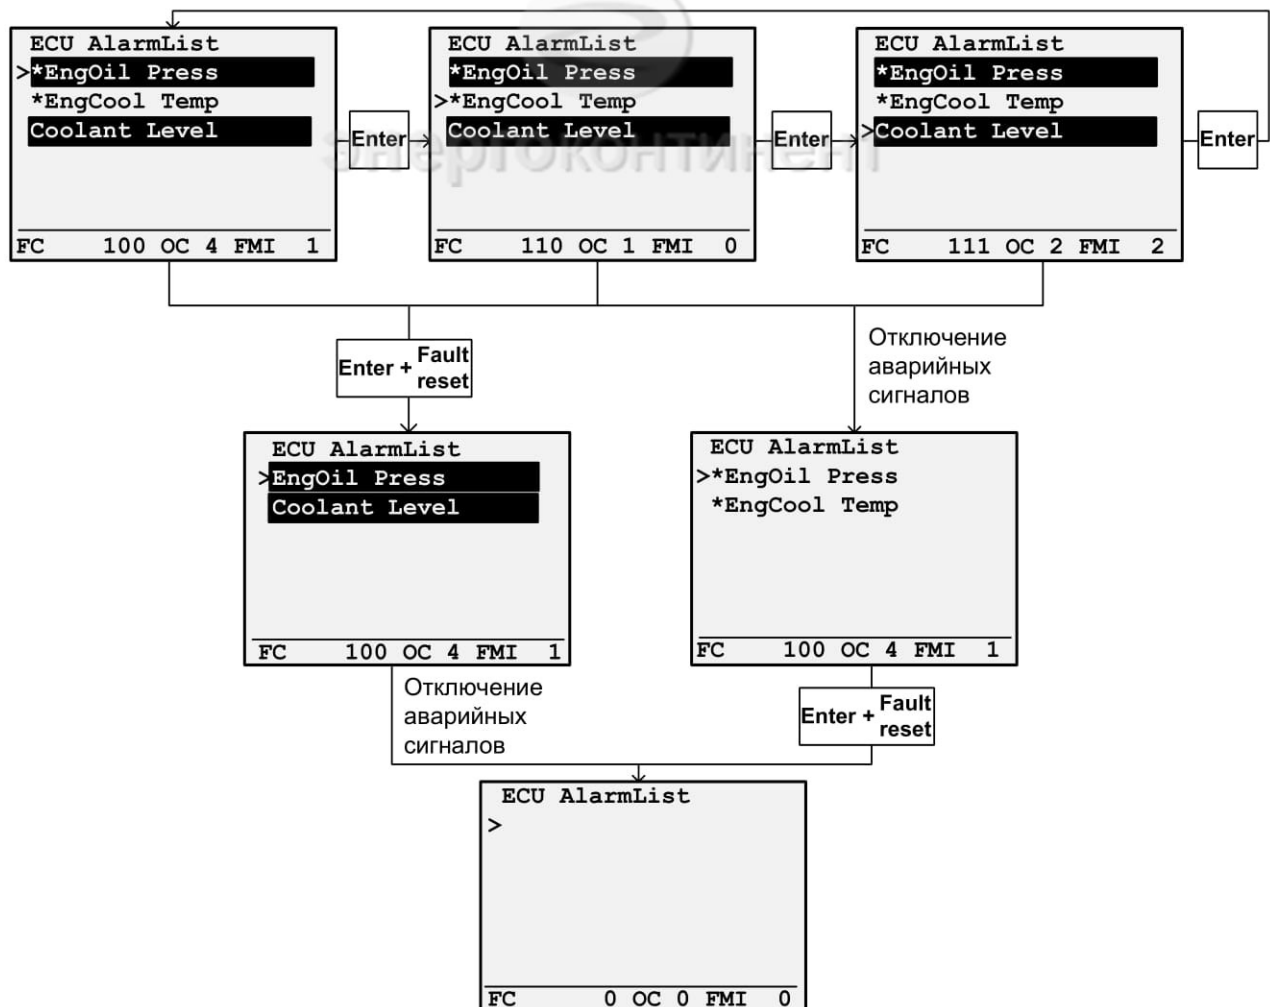 ECU AlarmList
>*EngOil Press
*EngCool Temp
Coolant Level
FC 100 OC 4 FMI 1
Enter
ECU AlarmList
*EngOil Press
>*EngCool Temp
Coolant Level
FC 110 OC 1 FMI 0
Enter
ECU AlarmList
*EngOil Press
*EngCool Temp
>Coolant Level
FC 111 OC 2 FMI 2
Enter
энергоконтинент
Enter + Fault
reset
Отключение
аварийных
сигналов
ECU AlarmList
>EngOil Press
Coolant Level
FC 100 OC 4 FMI 1
ECU AlarmList
>*EngOil Press
*EngCool Temp
FC 100 OC 4 FMI 1
Отключение
аварийных
сигналов
Enter + Fault
reset
ECU AlarmList
>
FC 0 OC 0 FMI 0